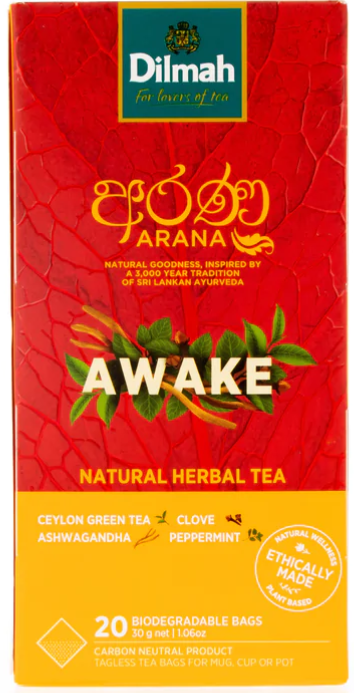 Dilmah
For lovers of tea
අරණ
ARANA
NATURAL GOODNESS, INSPIRED BY
A 3,000 YEAR TRADITION
OF SRI LANKAN AYURVEDA
AWAKE
NATURAL HERBAL TEA
CEYLON GREEN TEA CLOVE
ASHWAGANDHA PEPPERMINT
NATURAL WELLNESS
ETHICALLY
MADE
PLANT BASED
20 BIODEGRADABLE BAGS
30 g net | 1.06oz
CARBON NEUTRAL PRODUCT
TAGLESS TEA BAGS FOR MUG, CUP OR POT